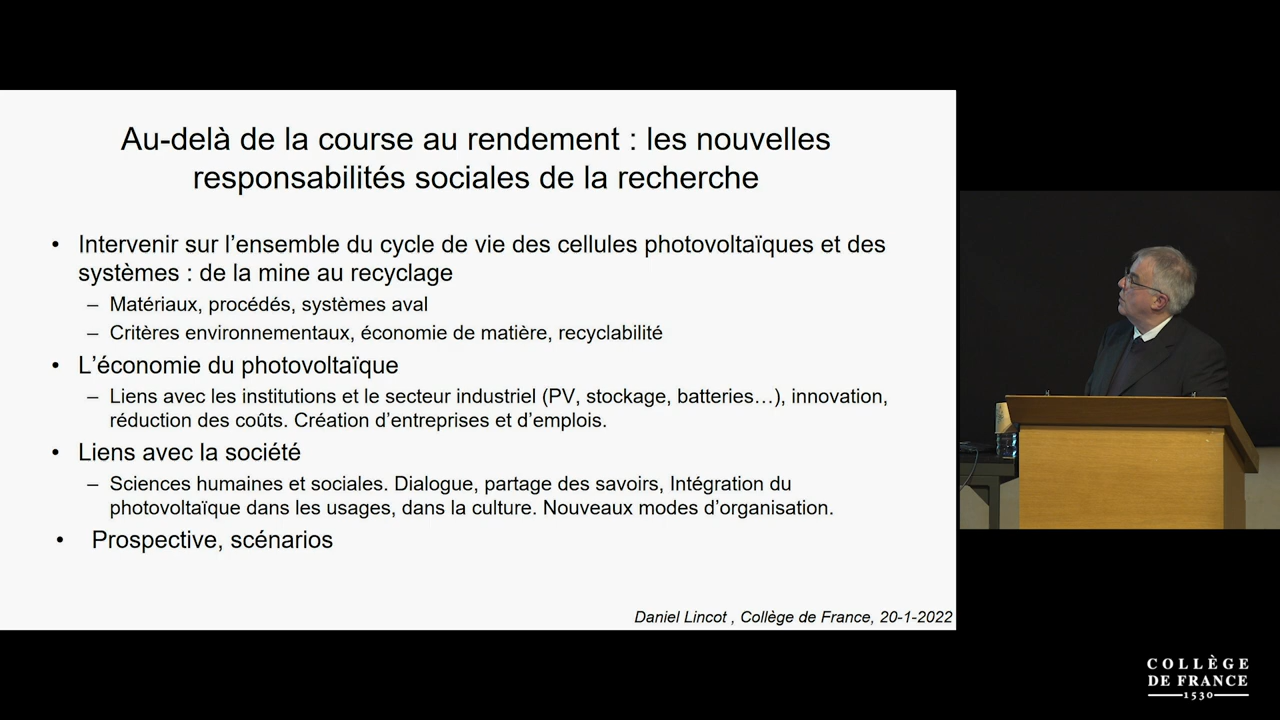 Au-delà de la course au rendement : les nouvelles
responsabilités sociales de la recherche
• Intervenir sur l’ensemble du cycle de vie des cellules photovoltaïques et des
systèmes : de la mine au recyclage
– Matériaux, procédés, systèmes aval
– Critères environnementaux, économie de matière, recyclabilité
• L’économie du photovoltaïque
– Liens avec les institutions et le secteur industriel (PV, stockage, batteries…), innovation,
réduction des coûts. Création d’entreprises et d’emplois.
• Liens avec la société
– Sciences humaines et sociales. Dialogue, partage des savoirs, Intégration du
photovoltaïque dans les usages, dans la culture. Nouveaux modes d’organisation.
• Prospective, scénarios
Daniel Lincot , Collège de France, 20-1-2022
COLLÈGE
DE FRANCE
1530